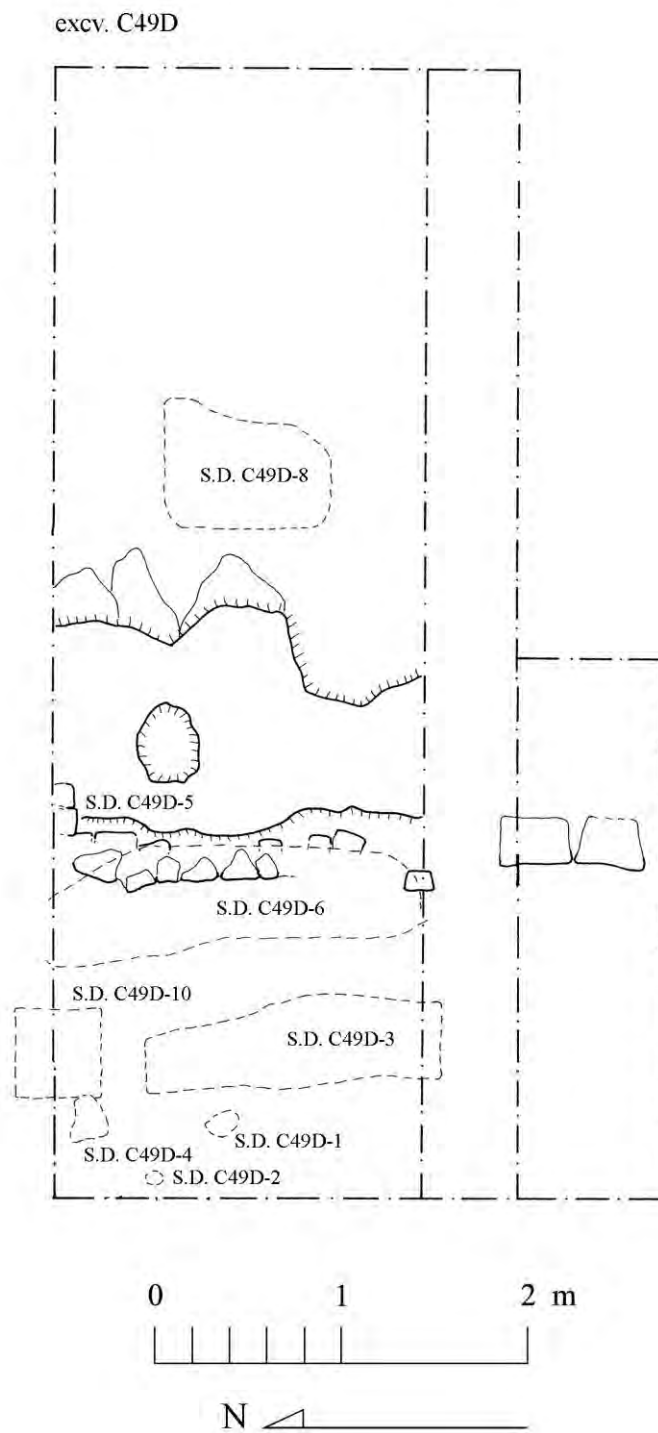 excv. C49D
S.D. C49D-8
S.D. C49D-5
S.D. C49D-6
S.D. C49D-10
S.D. C49D-3
S.D. C49D-1
S.D. C49D-4
S.D. C49D-2
0 1 2 m
N